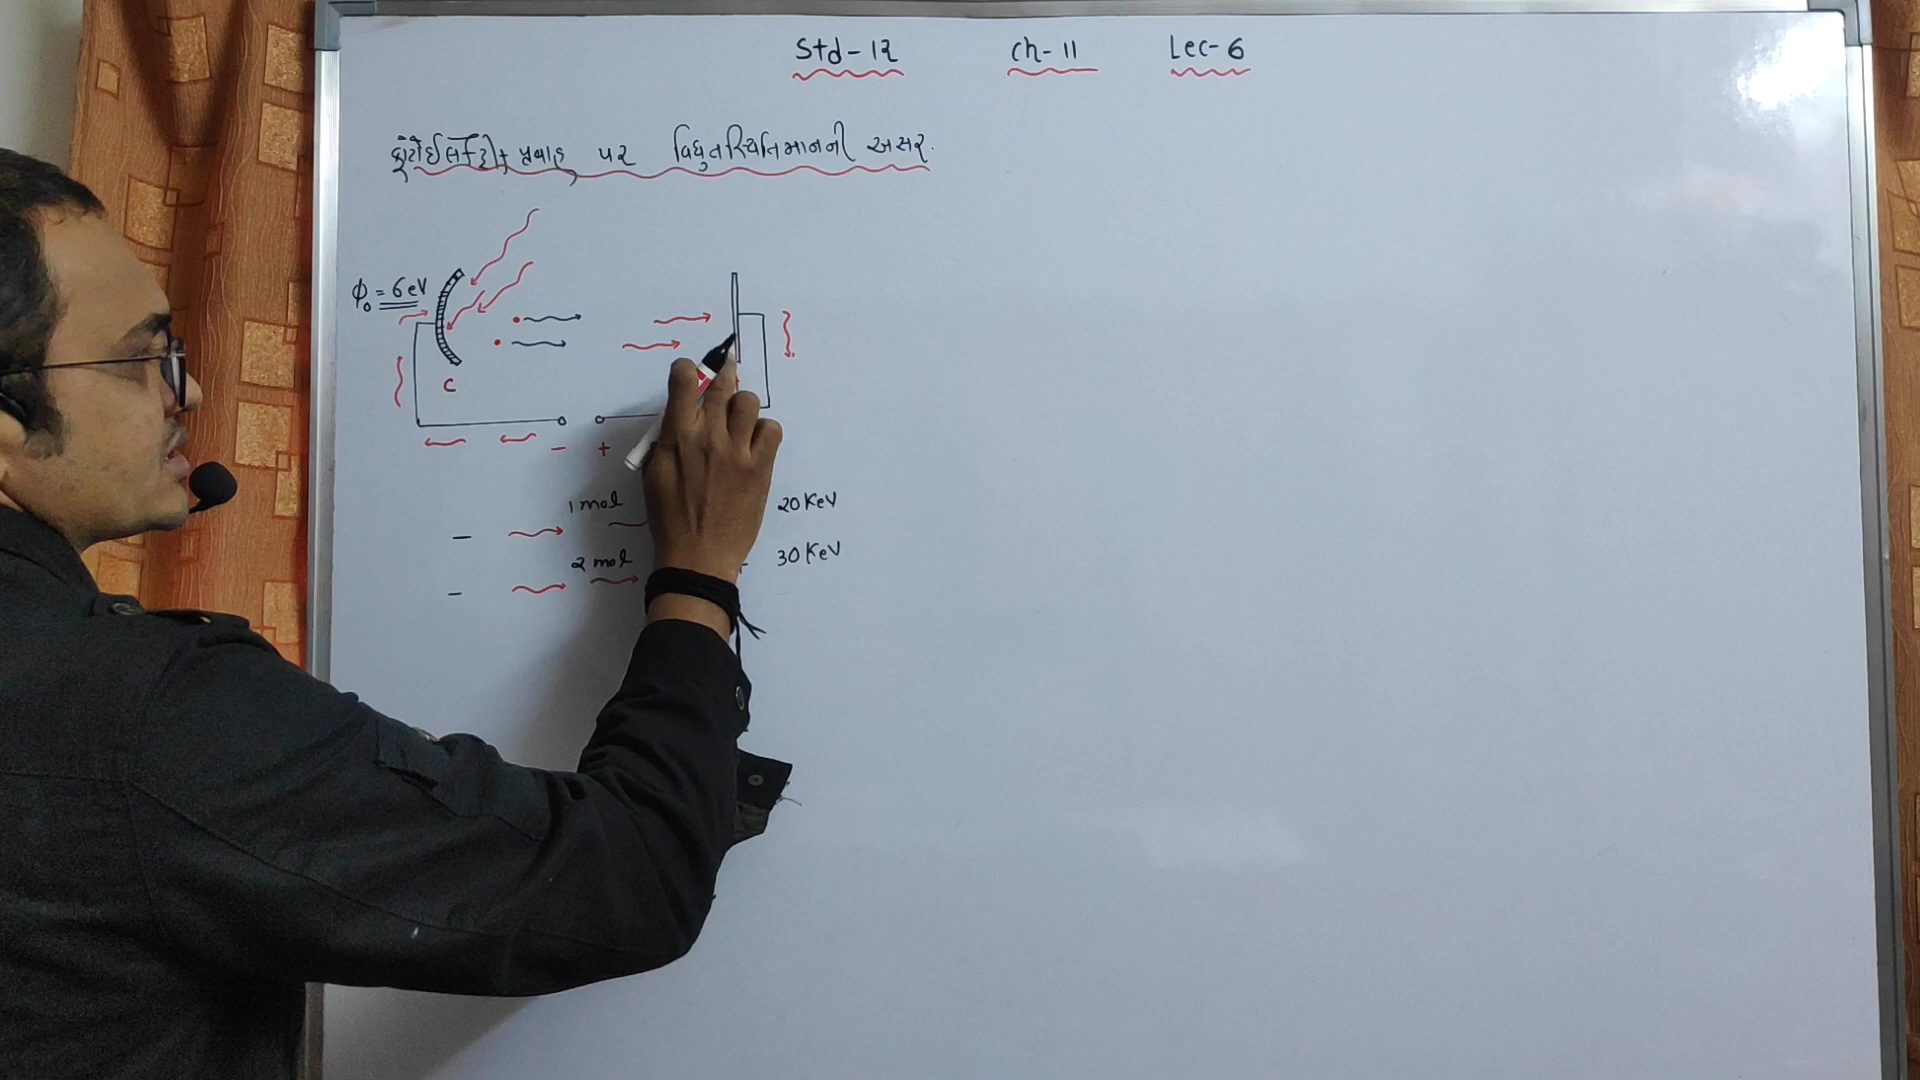 Std-12 Ch-11 Lec-6
ફોટોઇલેક્ટ્રીક પ્રવાહ પર વિદ્યુતસ્થિતિમાનની અસર.
ϕ₀ = 6 eV
C
− +
1 mol 20 KeV
−
2 mol 30 KeV
−